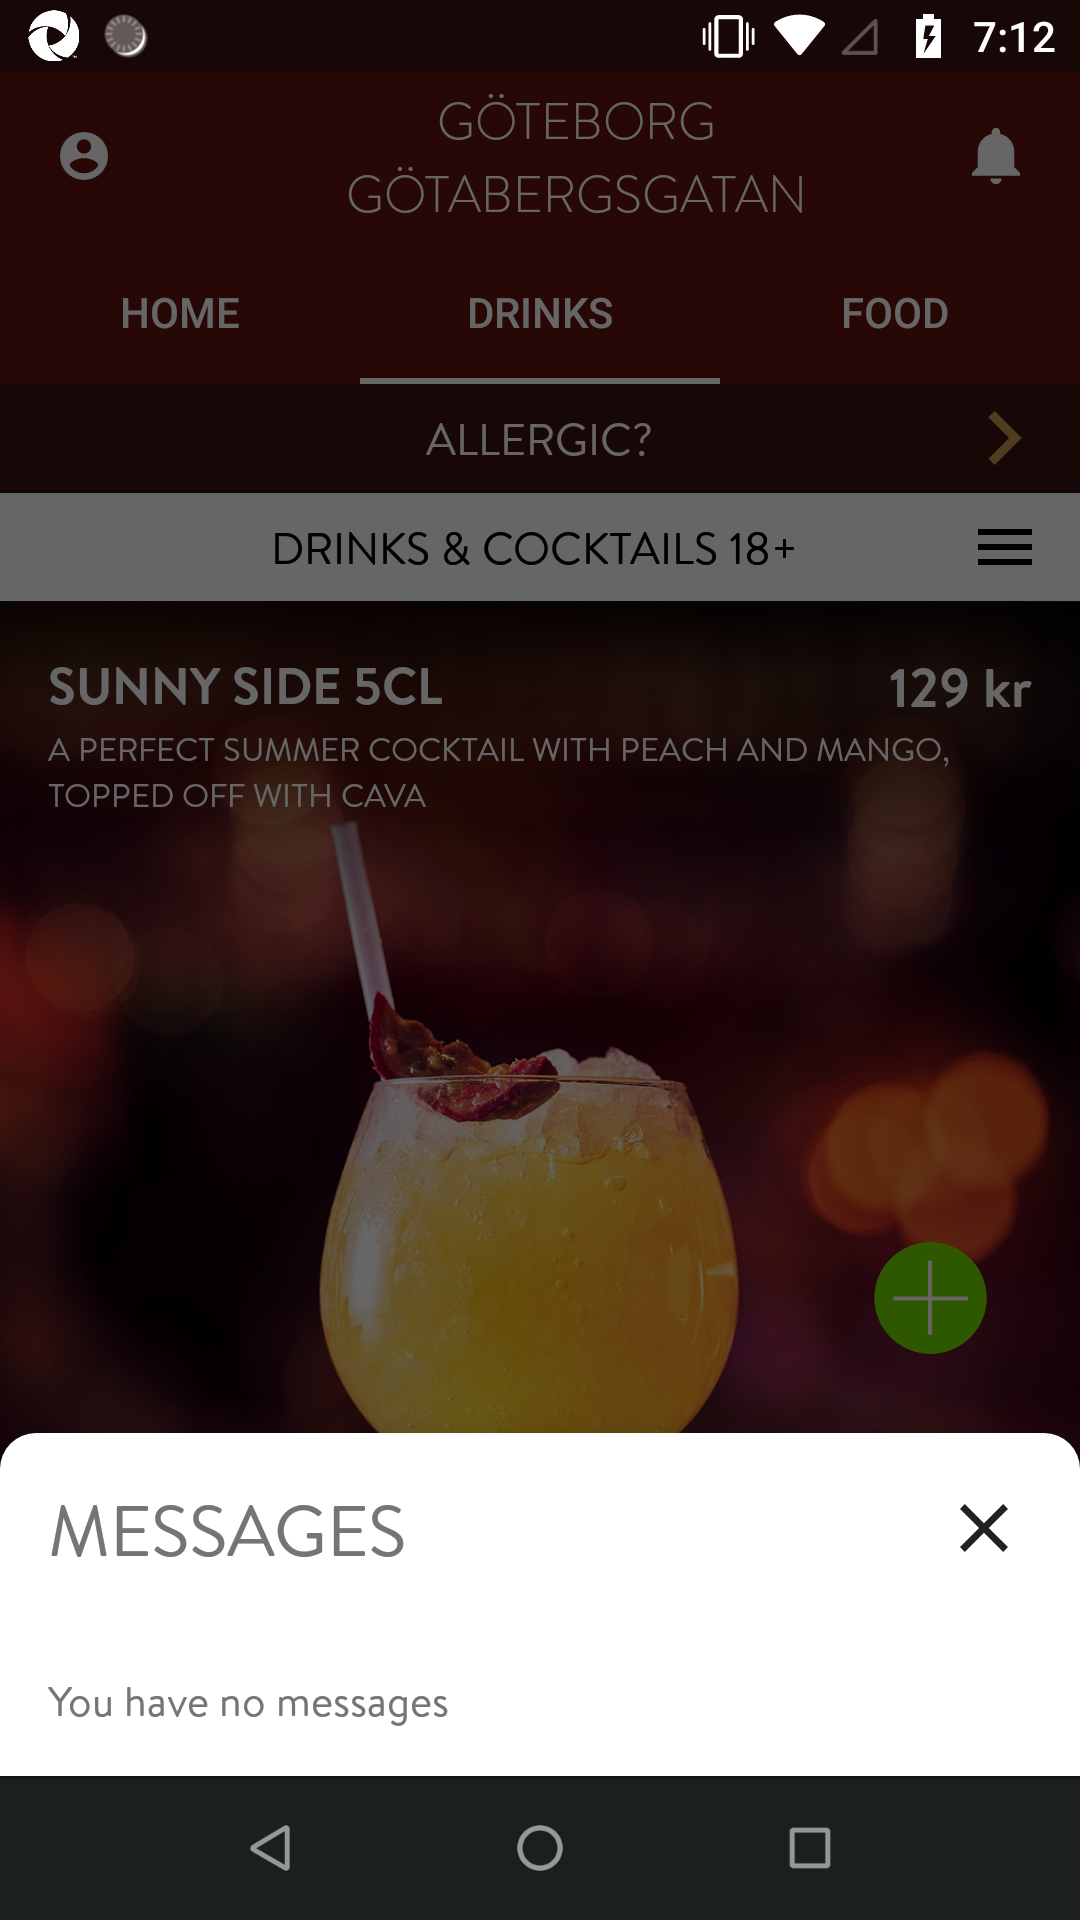 7:12
GÖTEBORG
GÖTABERGSGATAN
HOME DRINKS FOOD
ALLERGIC?
DRINKS & COCKTAILS 18+
SUNNY SIDE 5CL 129 kr
A PERFECT SUMMER COCKTAIL WITH PEACH AND MANGO,
TOPPED OFF WITH CAVA
MESSAGES
You have no messages